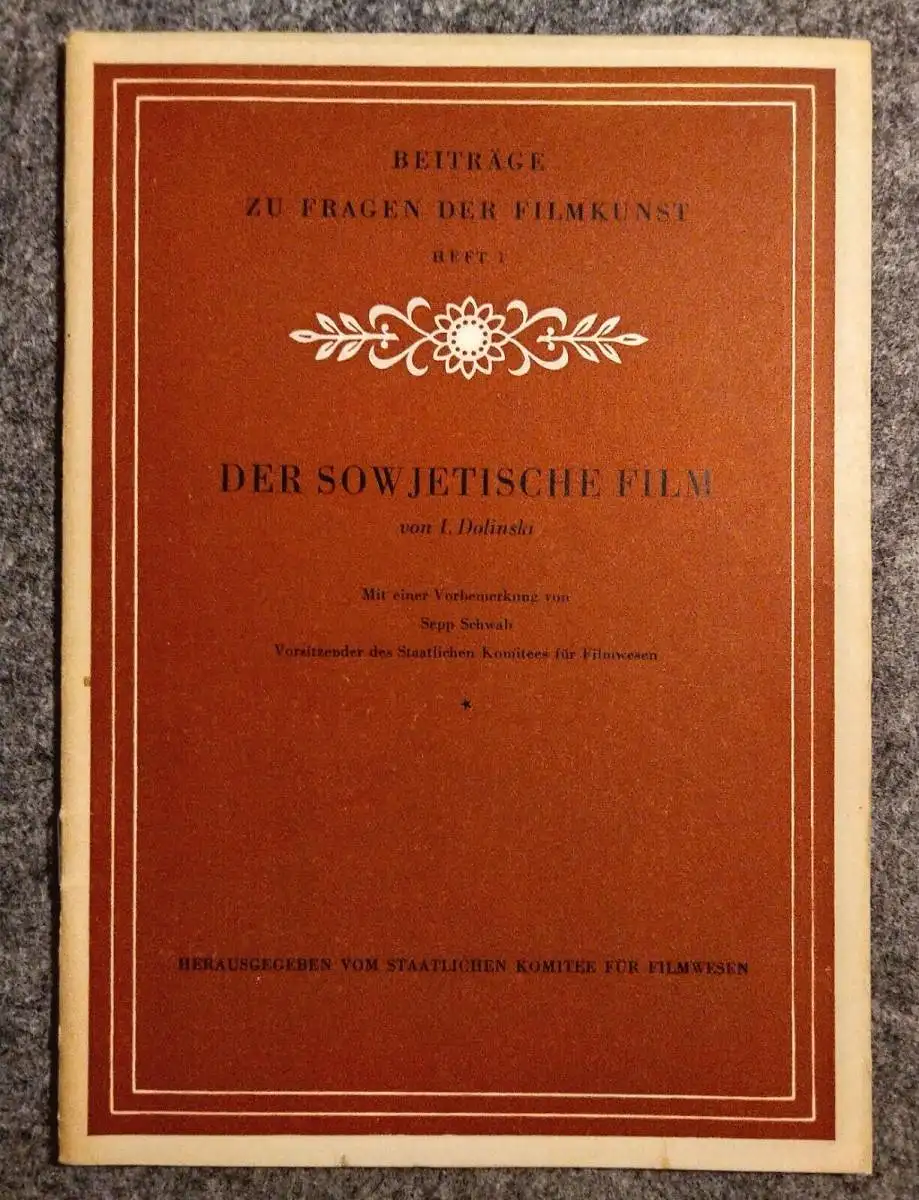 BEITRÄGE
ZU FRAGEN DER FILMKUNST
HEFT 1
DER SOWJETISCHE FILM
von I. Dolinski
Mit einer Vorbemerkung von
Sepp Schwab
Vorsitzender des Staatlichen Komitees für Filmwesen
*
HERAUSGEGEBEN VOM STAATLICHEN KOMITEE FÜR FILMWESEN